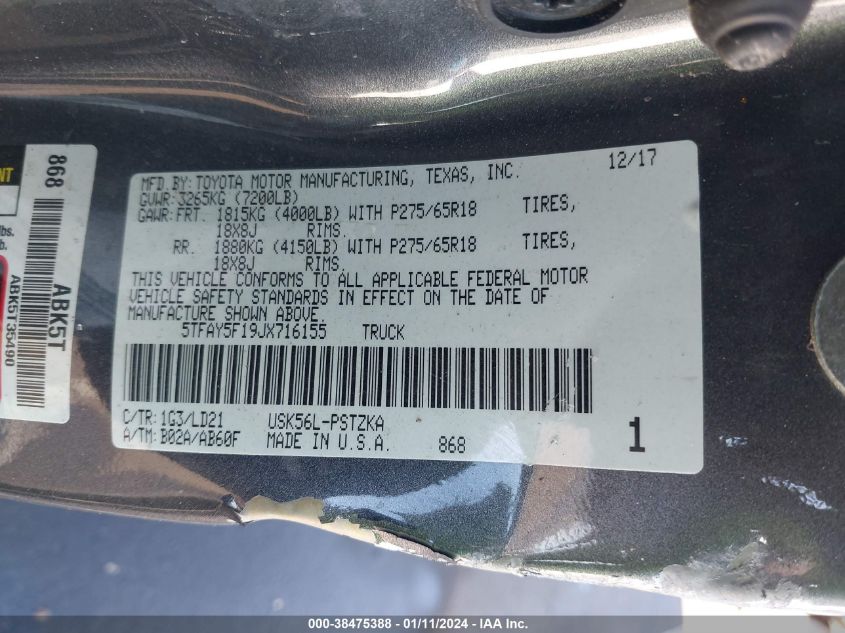 MFD.BY:TOYOTA MOTOR MANUFACTURING, TEXAS, INC. 12/17
GVWR:3265KG (7200LB)
GAWR:FRT. 1815KG (4000LB) WITH P275/65R18 TIRES,
18X8J RIMS.
RR. 1880KG (4150LB) WITH P275/65R18 TIRES,
18X8J RIMS.
THIS VEHICLE CONFORMS TO ALL APPLICABLE FEDERAL MOTOR
VEHICLE SAFETY STANDARDS IN EFFECT ON THE DATE OF
MANUFACTURE SHOWN ABOVE.
5TFAY5F19JX716155 TRUCK
C/TR:1G3/LD21 USK56L-PSTZKA
A/TM:B02A/AB60F MADE IN U.S.A. 868 1
868
ABK5T
ABK5T35490
lbs.
000-38475388 - 01/11/2024 - IAA Inc.